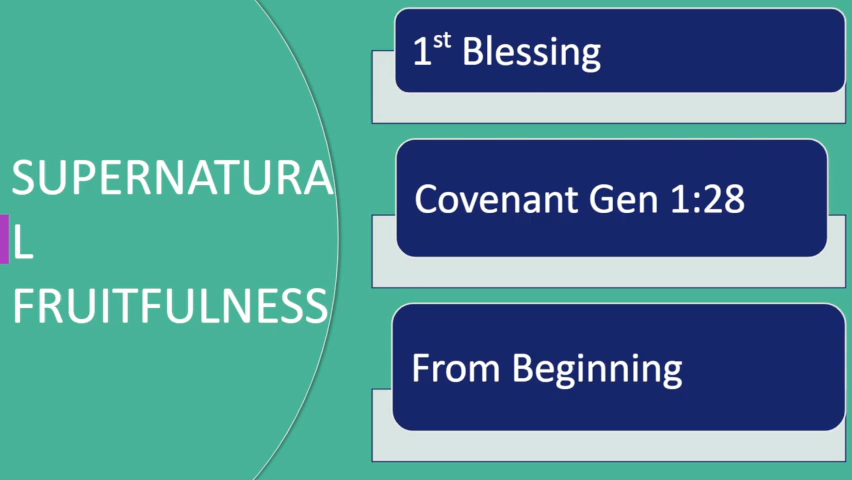 SUPERNATURA
L
FRUITFULNESS
1st Blessing
Covenant Gen 1:28
From Beginning